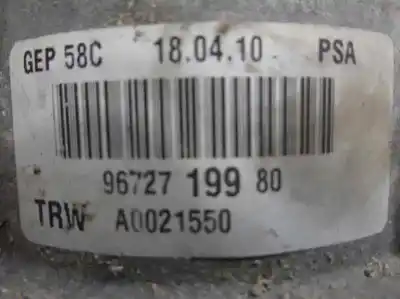 GEP 58C 18.04.10 PSA
96727 199 80
TRW A0021550